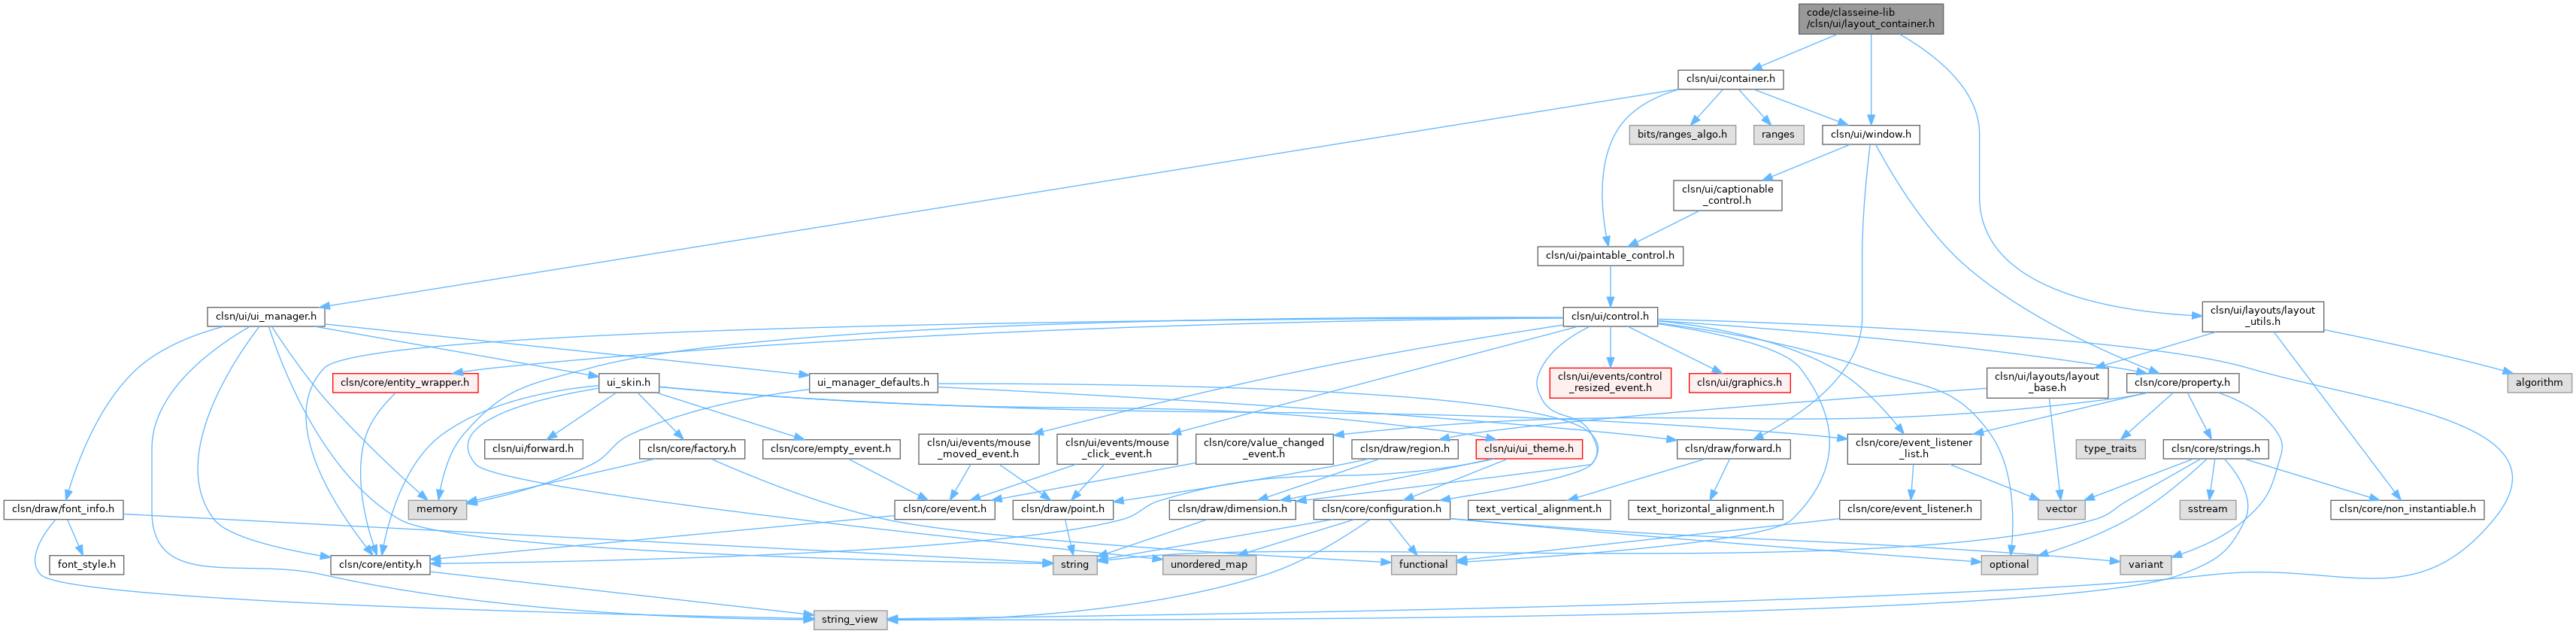 code/classeine-lib
/clsn/ui/layout_container.h
clsn/ui/container.h
bits/ranges_algo.h
ranges
clsn/ui/window.h
clsn/ui/captionable
_control.h
clsn/ui/paintable_control.h
clsn/ui/ui_manager.h
clsn/ui/control.h
clsn/ui/layouts/layout
_utils.h
clsn/core/entity_wrapper.h
ui_skin.h
ui_manager_defaults.h
clsn/ui/events/control
_resized_event.h
clsn/ui/graphics.h
clsn/ui/layouts/layout
_base.h
clsn/core/property.h
algorithm
clsn/ui/forward.h
clsn/core/factory.h
clsn/core/empty_event.h
clsn/ui/events/mouse
_moved_event.h
clsn/ui/events/mouse
_click_event.h
clsn/core/value_changed
_event.h
clsn/draw/region.h
clsn/ui/ui_theme.h
clsn/draw/forward.h
clsn/core/event_listener
_list.h
type_traits
clsn/core/strings.h
clsn/draw/font_info.h
memory
clsn/core/event.h
clsn/draw/point.h
clsn/draw/dimension.h
clsn/core/configuration.h
text_vertical_alignment.h
text_horizontal_alignment.h
clsn/core/event_listener.h
vector
sstream
clsn/core/non_instantiable.h
font_style.h
clsn/core/entity.h
string
unordered_map
functional
optional
variant
string_view